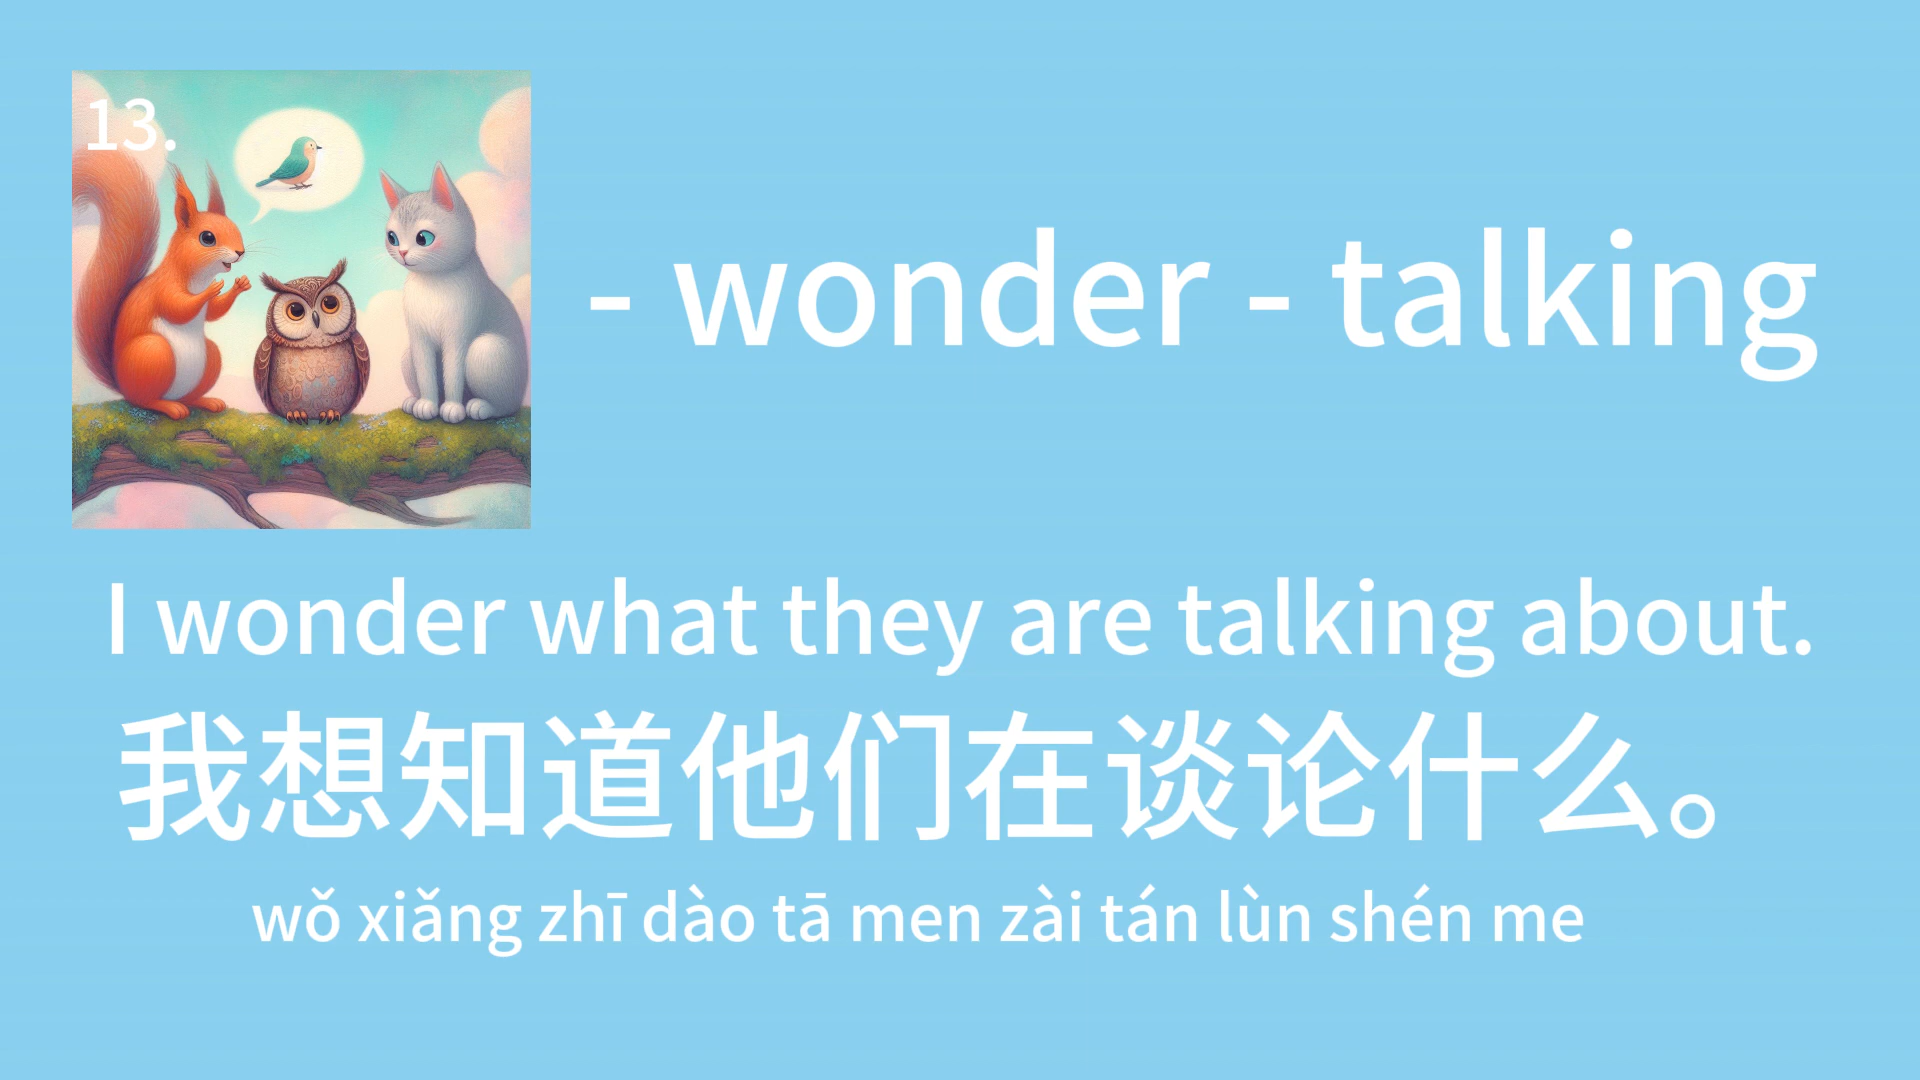 13.
- wonder - talking
I wonder what they are talking about.
我想知道他们在谈论什么。
wǒ xiǎng zhī dào tā men zài tán lùn shén me